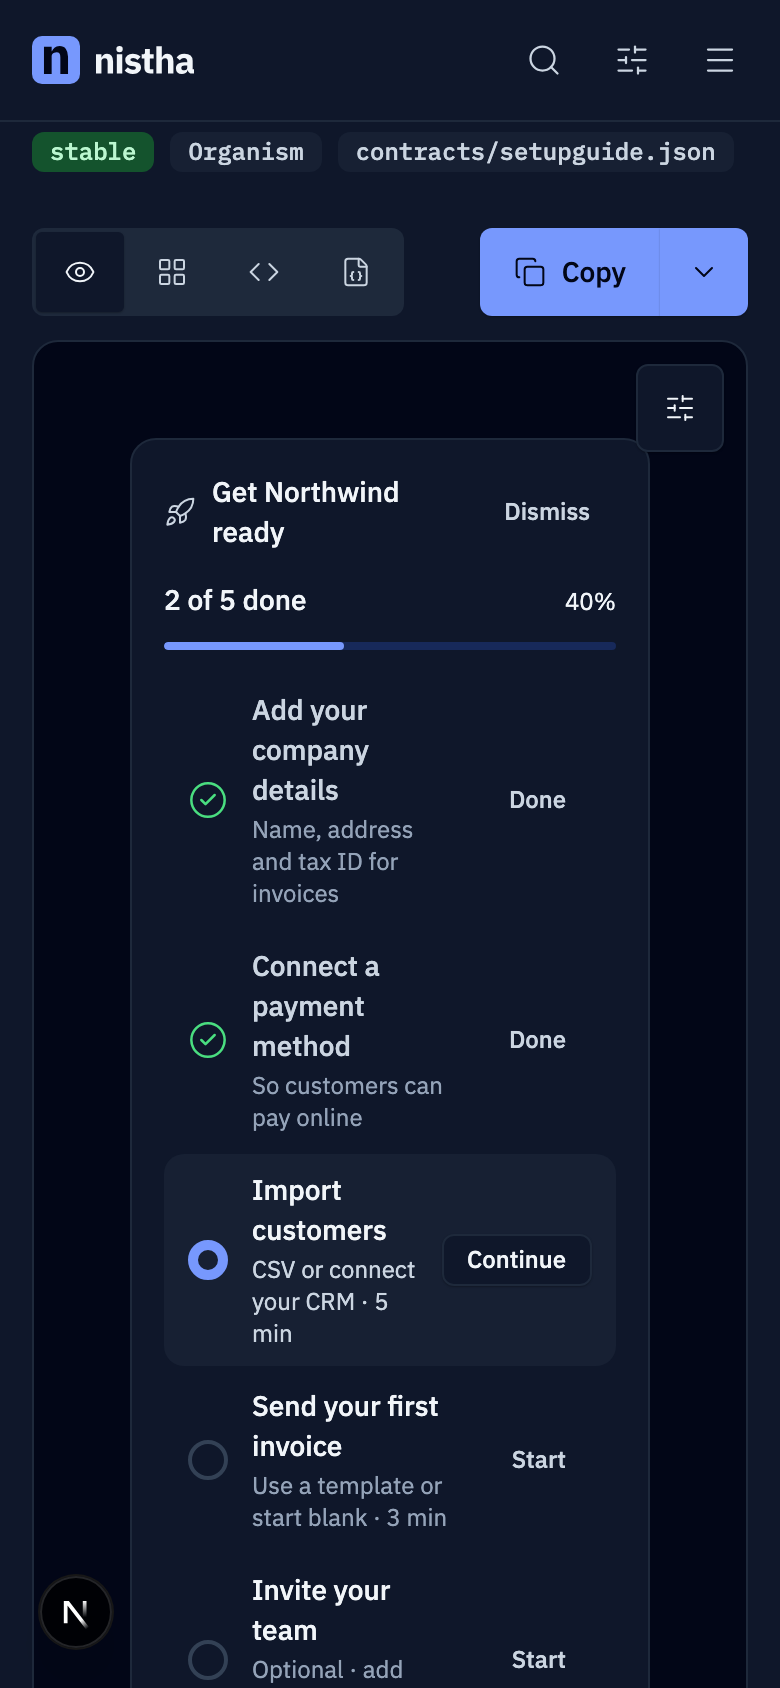 n nistha
stable Organism contracts/setupguide.json
Copy
Get Northwind
ready
Dismiss
2 of 5 done 40%
Add your
company
details
Name, address
and tax ID for
invoices
Done
Connect a
payment
method
So customers can
pay online
Done
Import
customers
CSV or connect
your CRM · 5
min
Continue
Send your first
invoice
Use a template or
start blank · 3 min
Start
Invite your
team
Optional · add
Start
N